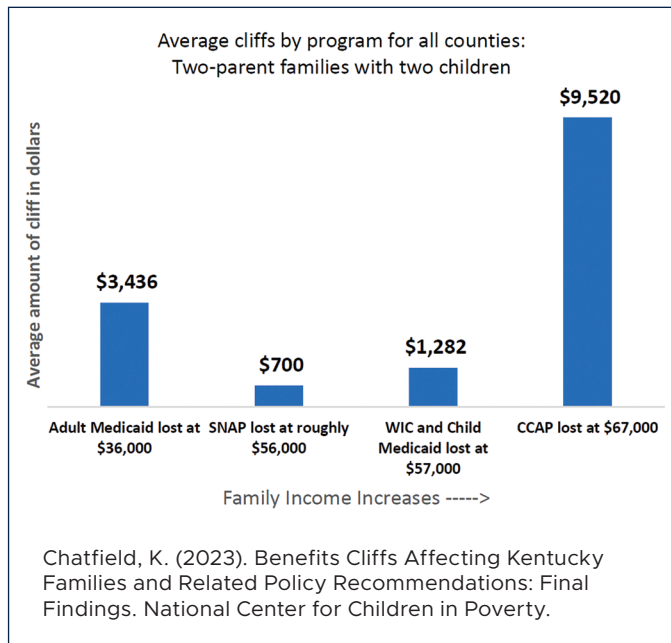 Average cliffs by program for all counties:
Two-parent families with two children
Average amount of cliff in dollars
$3,436
$700
$1,282
$9,520
Adult Medicaid lost at
$36,000
SNAP lost at roughly
$56,000
WIC and Child
Medicaid lost at
$57,000
CCAP lost at $67,000
Family Income Increases ----->
Chatfield, K. (2023). Benefits Cliffs Affecting Kentucky
Families and Related Policy Recommendations: Final
Findings. National Center for Children in Poverty.